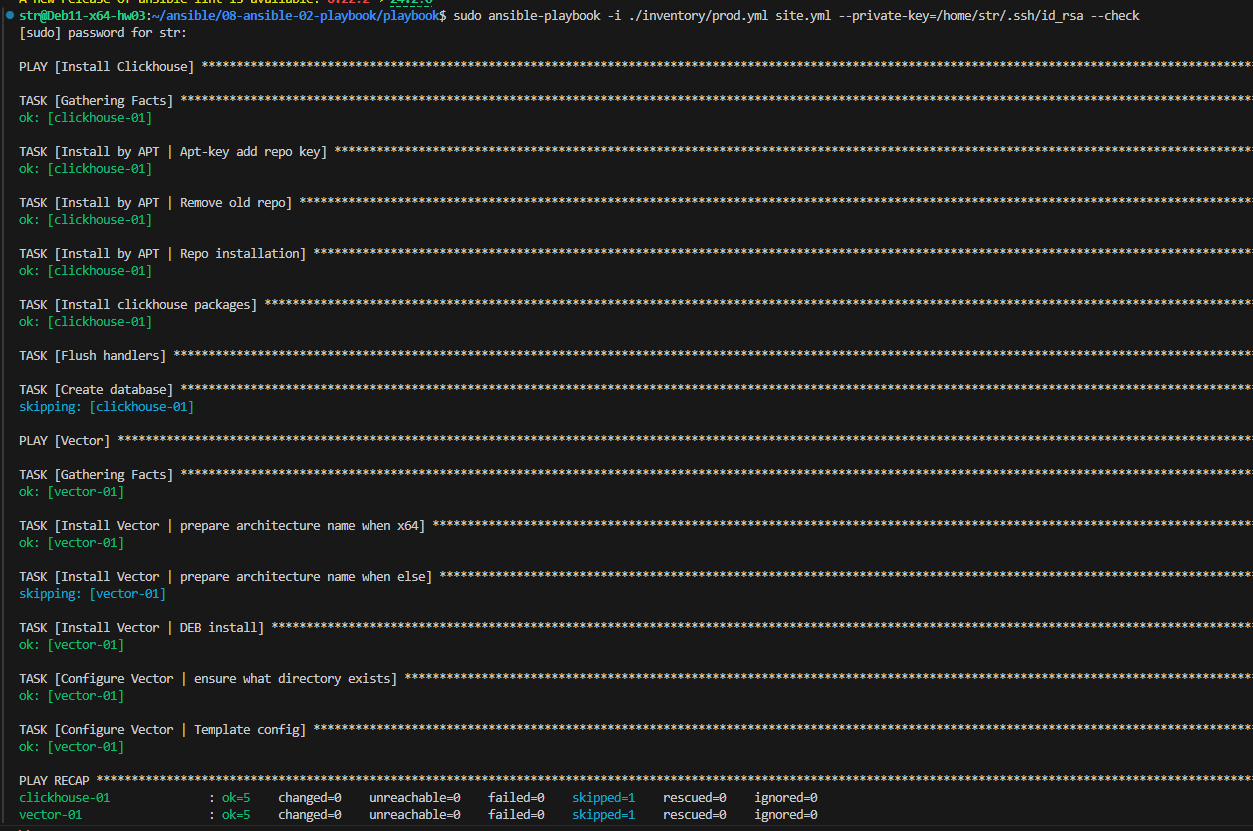 A new release of ansible-lint is available: 6.22.2 → 24.2.0
str@Deb11-x64-hw03:~/ansible/08-ansible-02-playbook/playbook$ sudo ansible-playbook -i ./inventory/prod.yml site.yml --private-key=/home/str/.ssh/id_rsa --check
[sudo] password for str:
PLAY [Install Clickhouse] ******************************************************************************************************************************************************
TASK [Gathering Facts] *********************************************************************************************************************************************************
ok: [clickhouse-01]
TASK [Install by APT | Apt-key add repo key] ***********************************************************************************************************************************
ok: [clickhouse-01]
TASK [Install by APT | Remove old repo] ****************************************************************************************************************************************
ok: [clickhouse-01]
TASK [Install by APT | Repo installation] **************************************************************************************************************************************
ok: [clickhouse-01]
TASK [Install clickhouse packages] *********************************************************************************************************************************************
ok: [clickhouse-01]
TASK [Flush handlers] **********************************************************************************************************************************************************
TASK [Create database] *********************************************************************************************************************************************************
skipping: [clickhouse-01]
PLAY [Vector] ******************************************************************************************************************************************************************
TASK [Gathering Facts] *********************************************************************************************************************************************************
ok: [vector-01]
TASK [Install Vector | prepare architecture name when x64] *********************************************************************************************************************
ok: [vector-01]
TASK [Install Vector | prepare architecture name when else] ********************************************************************************************************************
skipping: [vector-01]
TASK [Install Vector | DEB install] ********************************************************************************************************************************************
ok: [vector-01]
TASK [Configure Vector | ensure what directory exists] *************************************************************************************************************************
ok: [vector-01]
TASK [Configure Vector | Template config] **************************************************************************************************************************************
ok: [vector-01]
PLAY RECAP *********************************************************************************************************************************************************************
clickhouse-01 : ok=5 changed=0 unreachable=0 failed=0 skipped=1 rescued=0 ignored=0
vector-01 : ok=5 changed=0 unreachable=0 failed=0 skipped=1 rescued=0 ignored=0